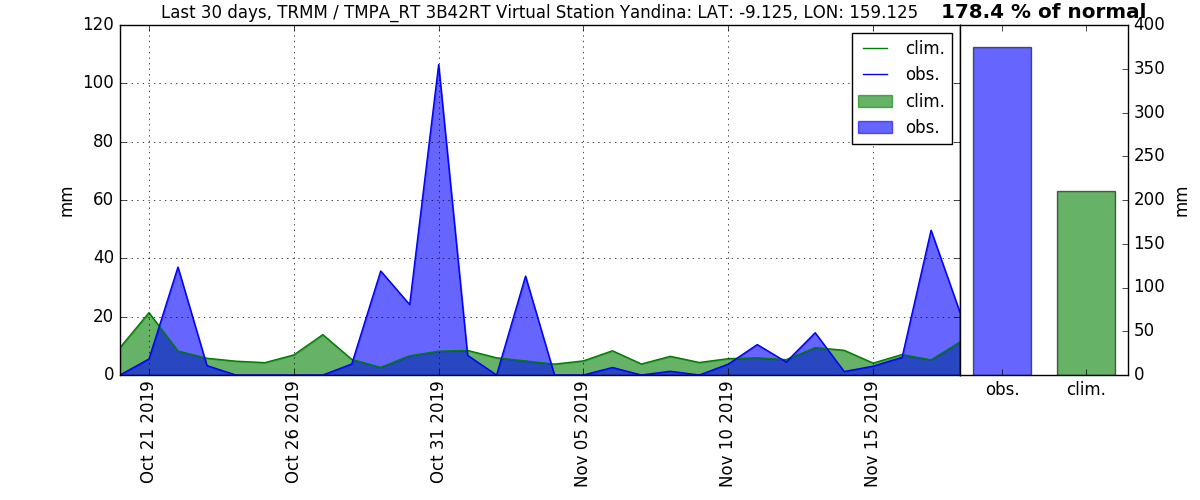 Last 30 days, TRMM / TMPA_RT 3B42RT Virtual Station Yandina: LAT: -9.125, LON: 159.125
178.4 % of normal
120
100
80
60
40
20
0
mm
clim.
obs.
clim.
obs.
400
350
300
250
200
150
100
50
0
mm
obs.
clim.
Oct 21 2019
Oct 26 2019
Oct 31 2019
Nov 05 2019
Nov 10 2019
Nov 15 2019